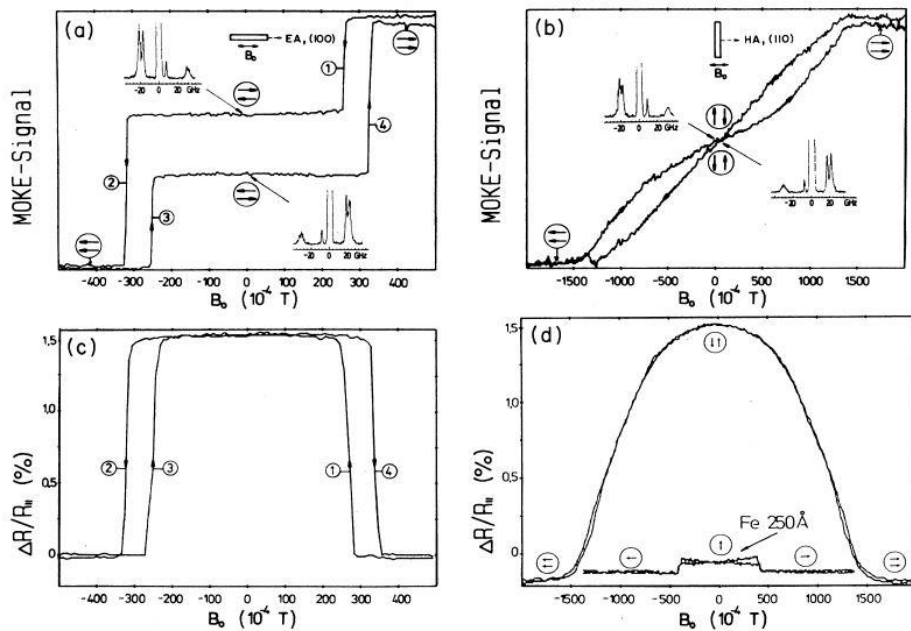 (a)
EA, (100)
B₀
①
②
③
④
-20 0 20 GHz
-20 0 20 GHz
MOKE-Signal
-500 -400 -300 -200 -100 0 100 200 300 400
B₀ (10⁻⁴ T)
(b)
HA, (110)
B₀
-20 0 20 GHz
-20 0 20 GHz
MOKE-Signal
-1500 -1000 -500 0 500 1000 1500
B₀ (10⁻⁴ T)
(c)
1,5
1,0
0,5
0
②
③
①
④
ΔR/R∥ (%)
-400 -300 -200 -100 0 100 200 300 400
B₀ (10⁻⁴ T)
(d)
1,5
1,0
0,5
0
Fe 250Å
ΔR/R∥ (%)
-1500 -1000 -500 0 500 1000 1500
B₀ (10⁻⁴ T)